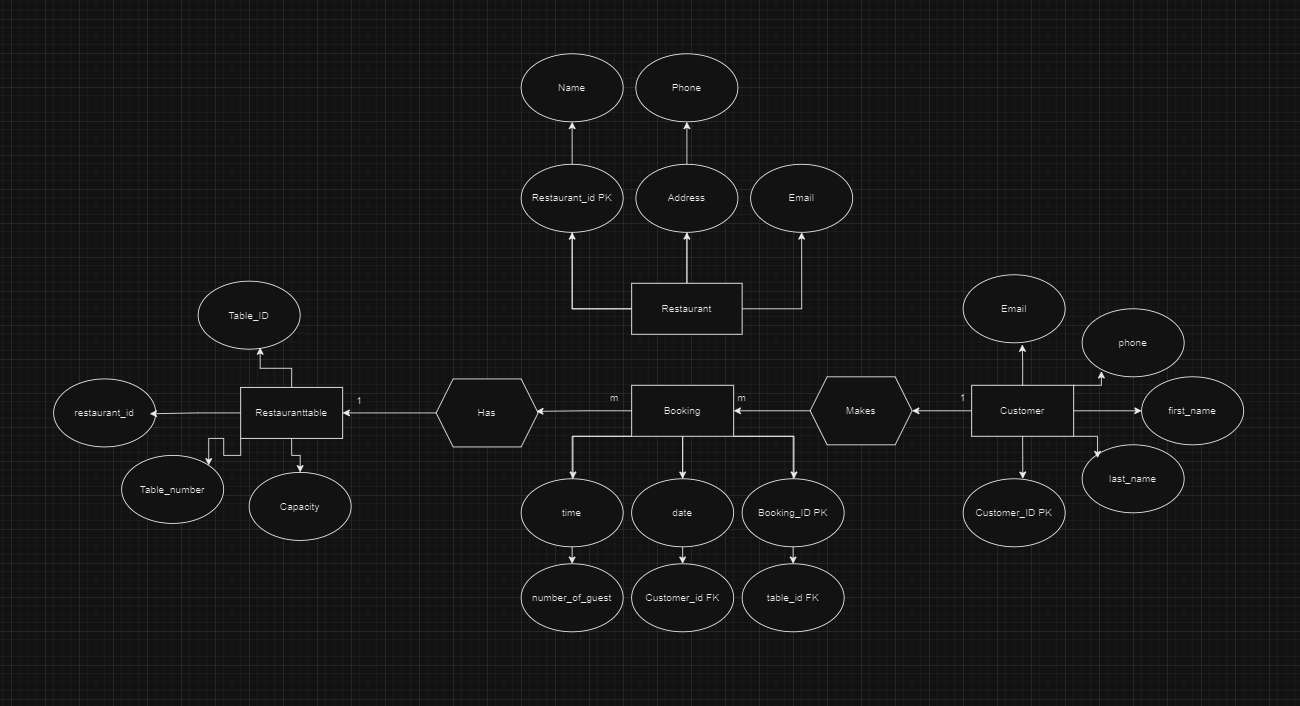 Name
Phone
Restaurant_id PK
Address
Email
Restaurant
Table_ID
Email
phone
restaurant_id
Restauranttable
1
Has
m
Booking
m
Makes
1
Customer
first_name
Table_number
Capacity
time
date
Booking_ID PK
Customer_ID PK
last_name
number_of_guest
Customer_id FK
table_id FK